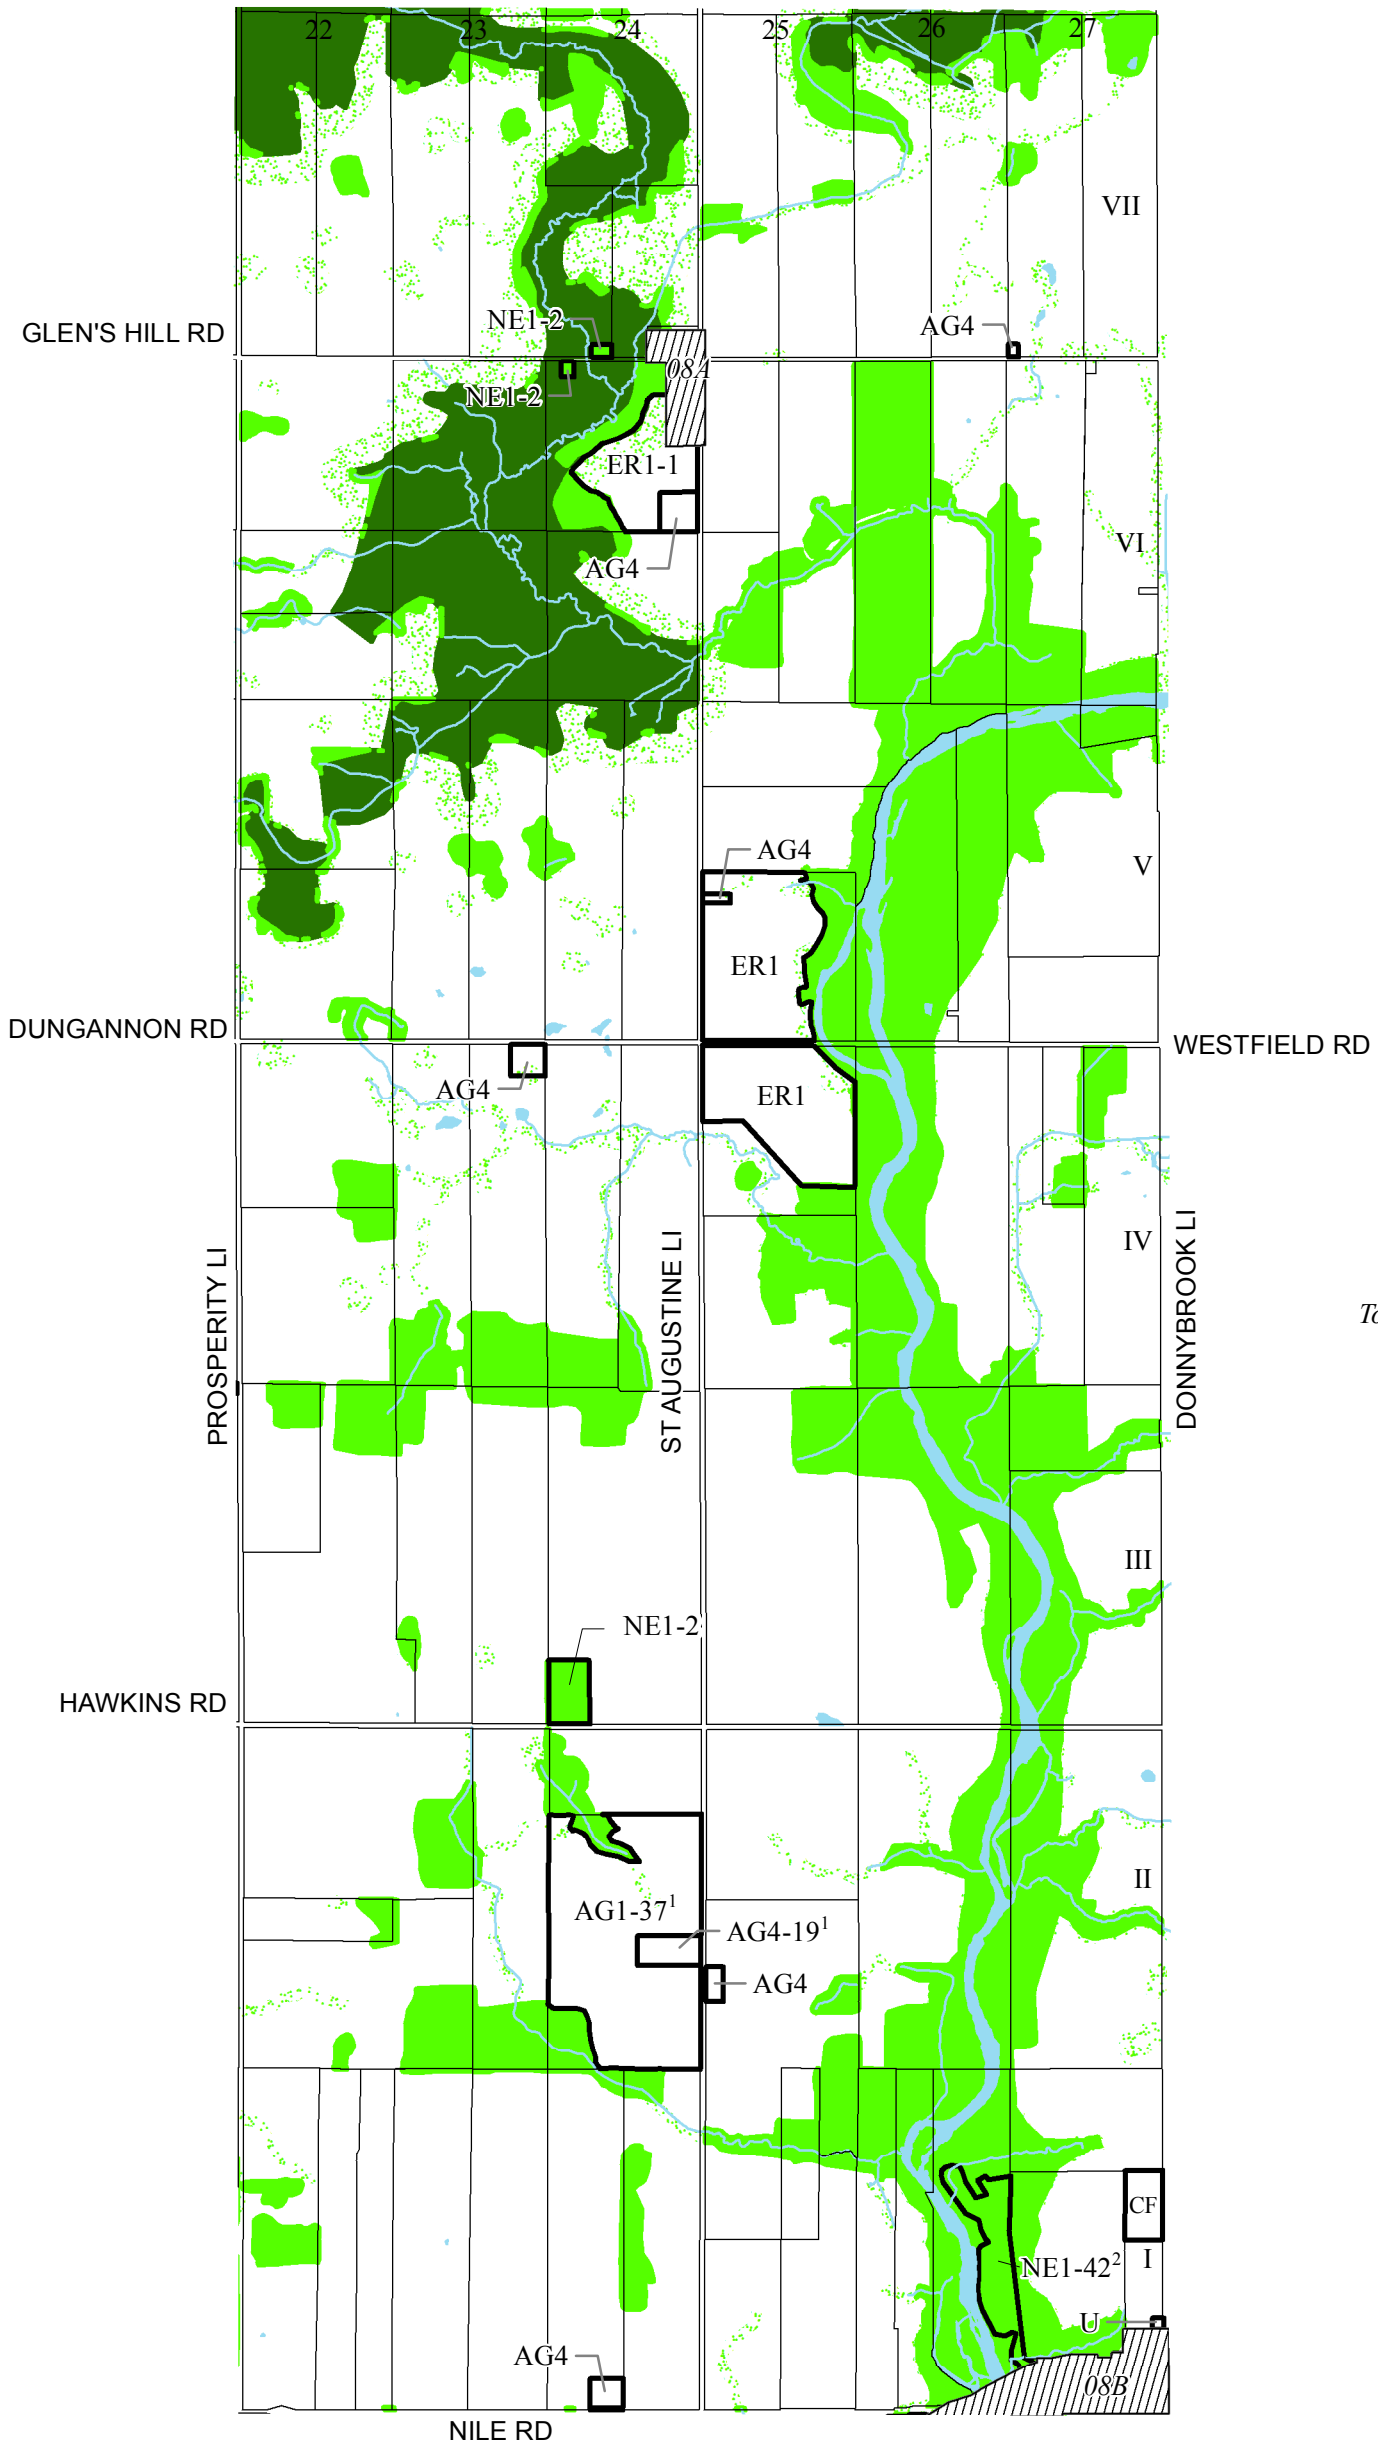 22 23 24 25 26 27
VII
NE1-2
AG4
GLEN'S HILL RD
08A
NE1-2
ER1-1
VI
AG4
AG4
V
ER1
DUNGANNON RD
WESTFIELD RD
AG4
ER1
IV
PROSPERITY LI
ST AUGUSTINE LI
DONNYBROOK LI
III
NE1-2
HAWKINS RD
II
AG1-37¹
AG4-19¹
AG4
CF
I
NE1-42²
U
AG4
08B
NILE RD